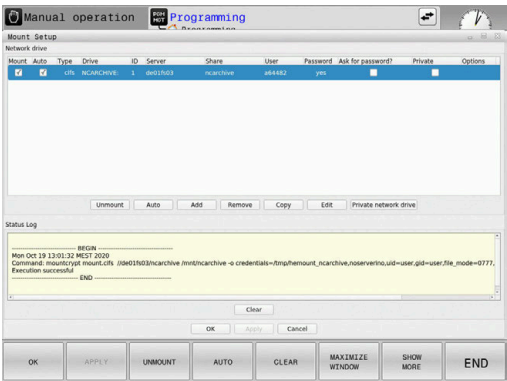 Manual operation
PGM
MGT
Programming
Programming
Mount Setup
Network drive
Mount Auto Type Drive ID Server Share User Password Ask for password? Private Options
cifs NCARCHIVE: 1 de01fs03 ncarchive a64482 yes
Unmount Auto Add Remove Copy Edit Private network drive
Status Log
-------------------- BEGIN --------------------
Mon Oct 19 13:01:32 MEST 2020
Command: mountcrypt mount.cifs //de01fs03/ncarchive /mnt/ncarchive -o credentials=/tmp/hemount_ncarchive,noserverino,uid=user,gid=user,file_mode=0777,
Execution successful
-------------------- END --------------------
Clear
OK Apply Cancel
OK APPLY UNMOUNT AUTO CLEAR MAXIMIZE WINDOW SHOW MORE END